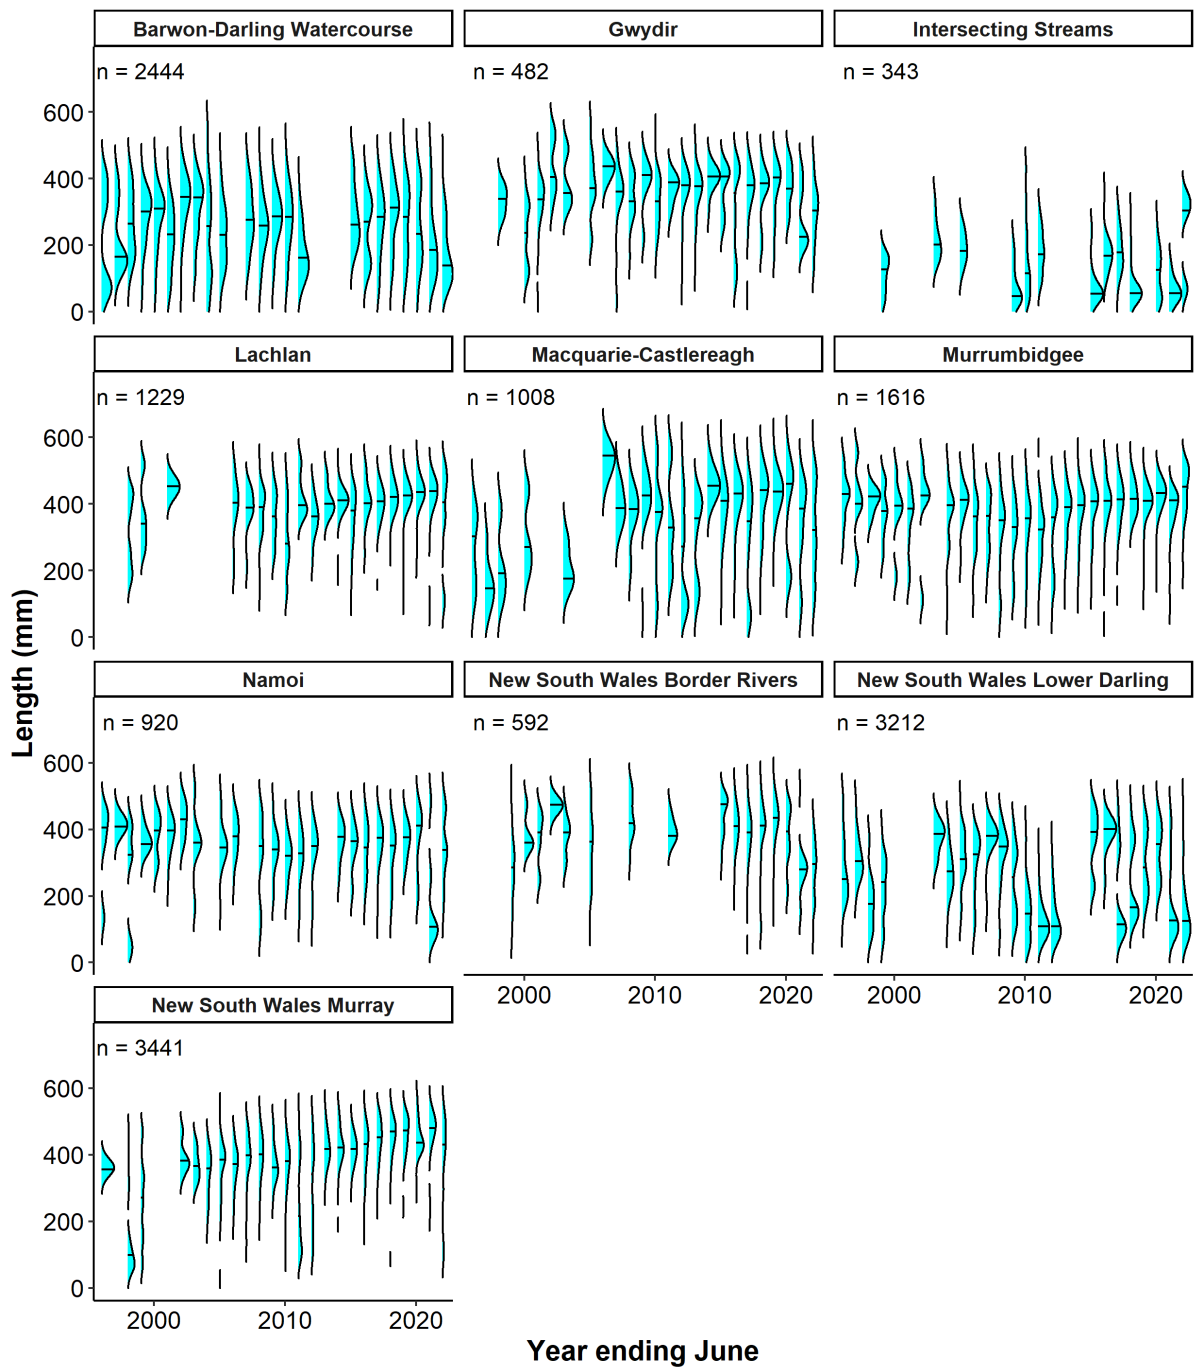 Barwon-Darling Watercourse
Gwydir
Intersecting Streams
n = 2444
n = 482
n = 343
600
400
200
0
Lachlan
Macquarie-Castlereagh
Murrumbidgee
n = 1229
n = 1008
n = 1616
600
400
200
0
Length (mm)
Namoi
New South Wales Border Rivers
New South Wales Lower Darling
n = 920
n = 592
n = 3212
600
400
200
0
2000 2010 2020
2000 2010 2020
New South Wales Murray
n = 3441
600
400
200
0
2000 2010 2020
Year ending June